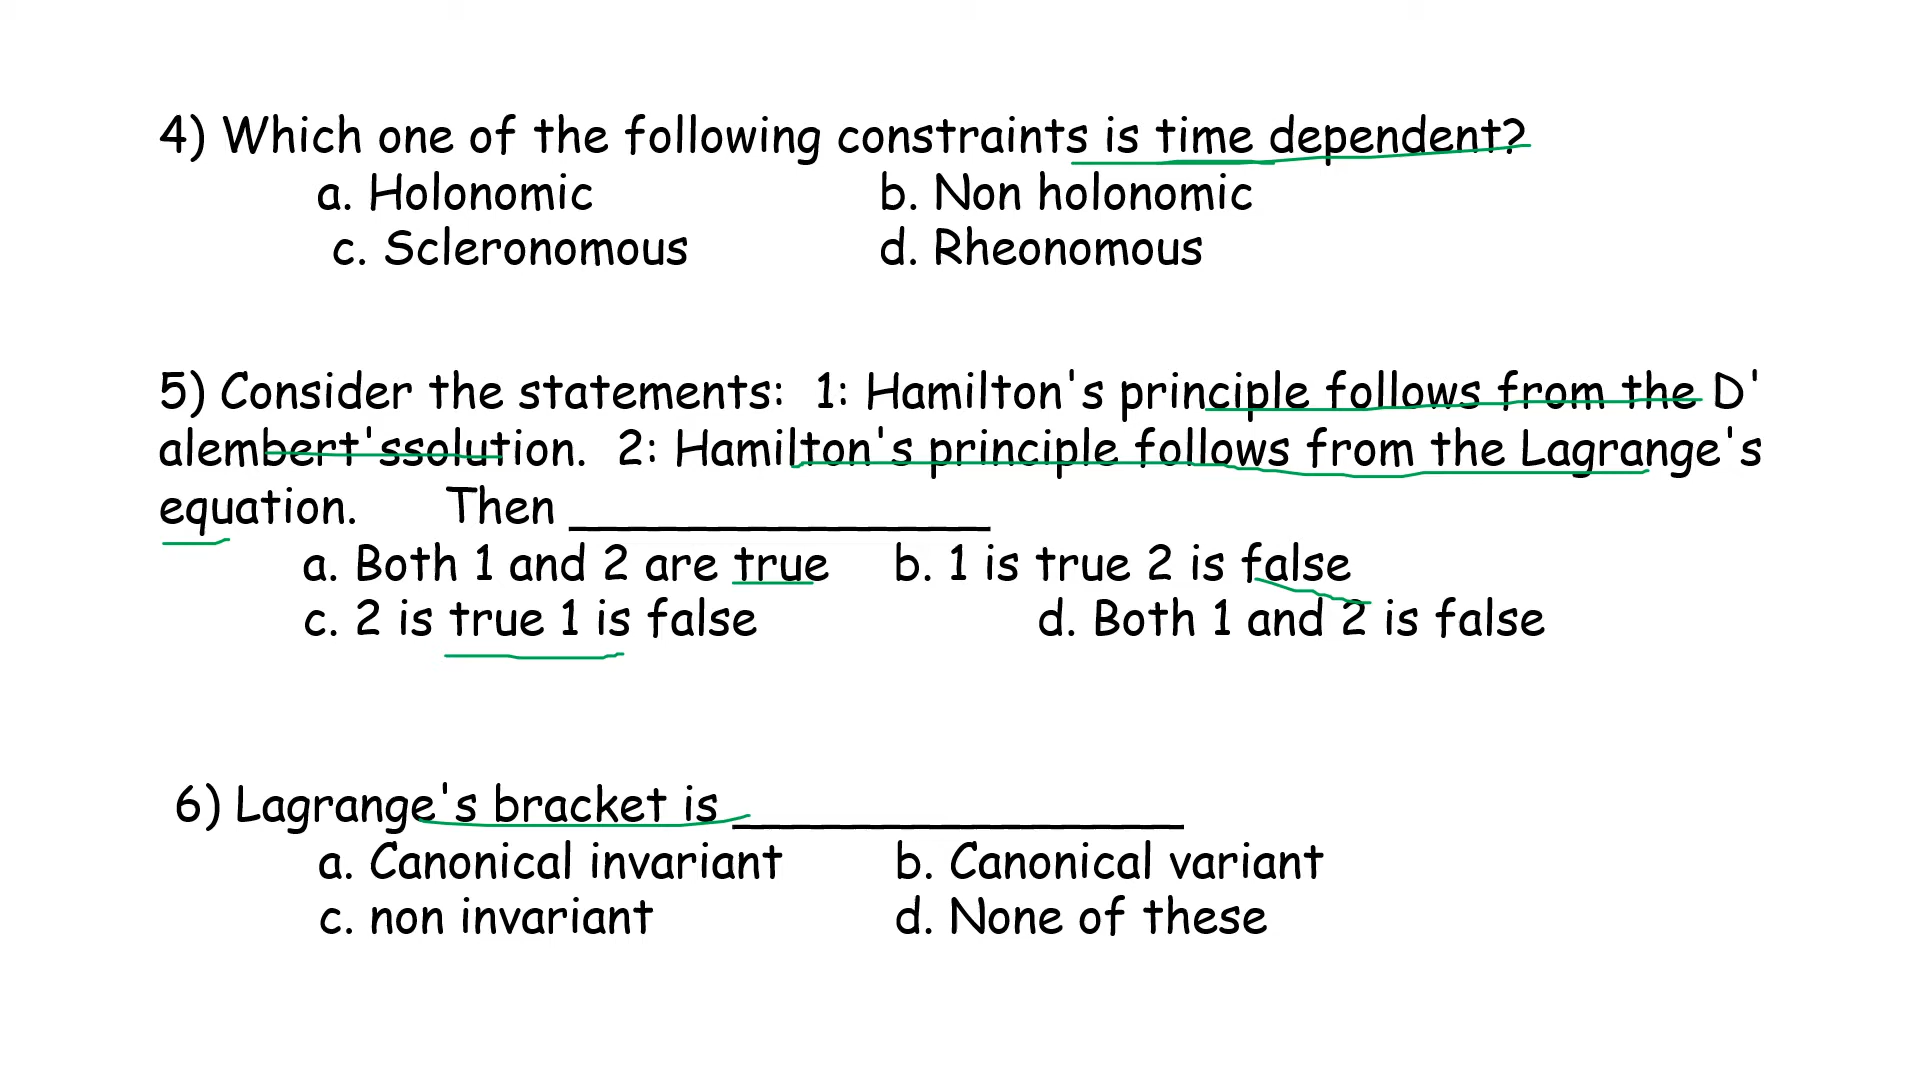 4) Which one of the following constraints is time dependent?
a. Holonomic b. Non holonomic
c. Scleronomous d. Rheonomous
5) Consider the statements: 1: Hamilton's principle follows from the D'
alembert'ssolution. 2: Hamilton's principle follows from the Lagrange's
equation. Then ______________
a. Both 1 and 2 are true b. 1 is true 2 is false
c. 2 is true 1 is false d. Both 1 and 2 is false
6) Lagrange's bracket is _______________
a. Canonical invariant b. Canonical variant
c. non invariant d. None of these